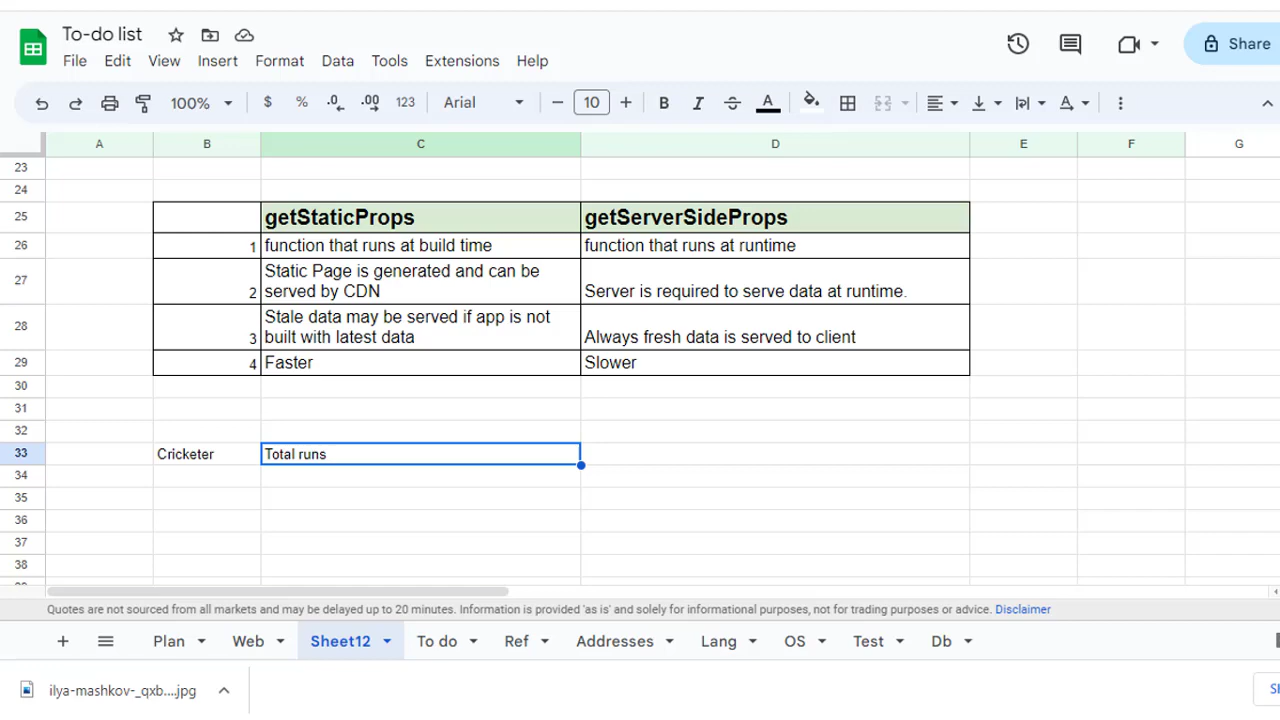 To-do list
Share
File Edit View Insert Format Data Tools Extensions Help
100% $ % .0 .00 123 Arial 10 B I S A A
A B C D E F G
23
24
25 getStaticProps getServerSideProps
26 1 function that runs at build time function that runs at runtime
27 2 Static Page is generated and can be
served by CDN Server is required to serve data at runtime.
28 3 Stale data may be served if app is not
built with latest data Always fresh data is served to client
29 4 Faster Slower
30
31
32
33 Cricketer Total runs
34
35
36
37
38
Quotes are not sourced from all markets and may be delayed up to 20 minutes. Information is provided 'as is' and solely for informational purposes, not for trading purposes or advice. Disclaimer
+ Plan Web Sheet12 To do Ref Addresses Lang OS Test Db
ilya-mashkov-_qxb....jpg